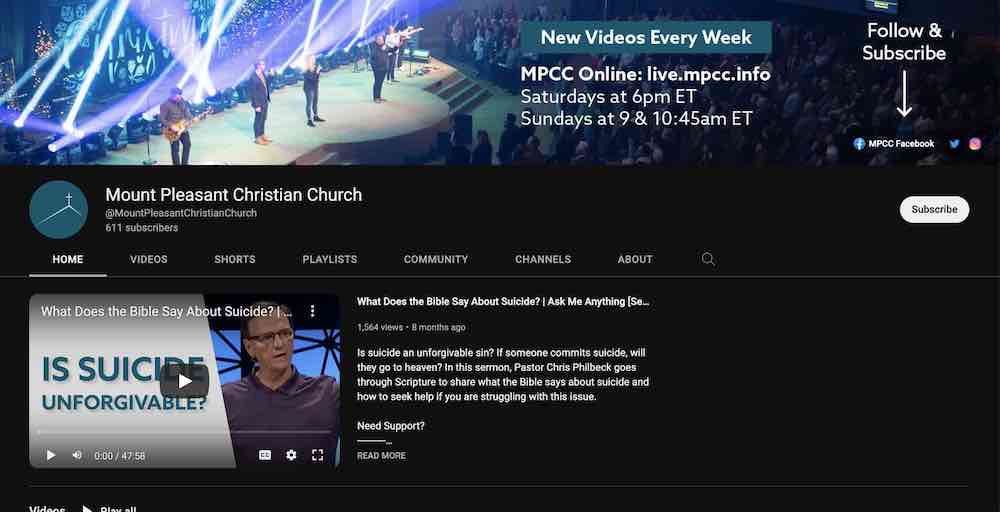 New Videos Every Week
MPCC Online: live.mpcc.info
Saturdays at 6pm ET
Sundays at 9 & 10:45am ET
Follow &
Subscribe
MPCC Facebook
Mount Pleasant Christian Church
@MountPleasantChristianChurch
611 subscribers
Subscribe
HOME VIDEOS SHORTS PLAYLISTS COMMUNITY CHANNELS ABOUT
What Does the Bible Say About Suicide? | ...
IS SUICIDE
UNFORGIVABLE?
0:00 / 47:58
CC
What Does the Bible Say About Suicide? | Ask Me Anything [Se...
1,564 views • 8 months ago
Is suicide an unforgivable sin? If someone commits suicide, will
they go to heaven? In this sermon, Pastor Chris Philbeck goes
through Scripture to share what the Bible says about suicide and
how to seek help if you are struggling with this issue.
Need Support?
———...
READ MORE
Videos Play all